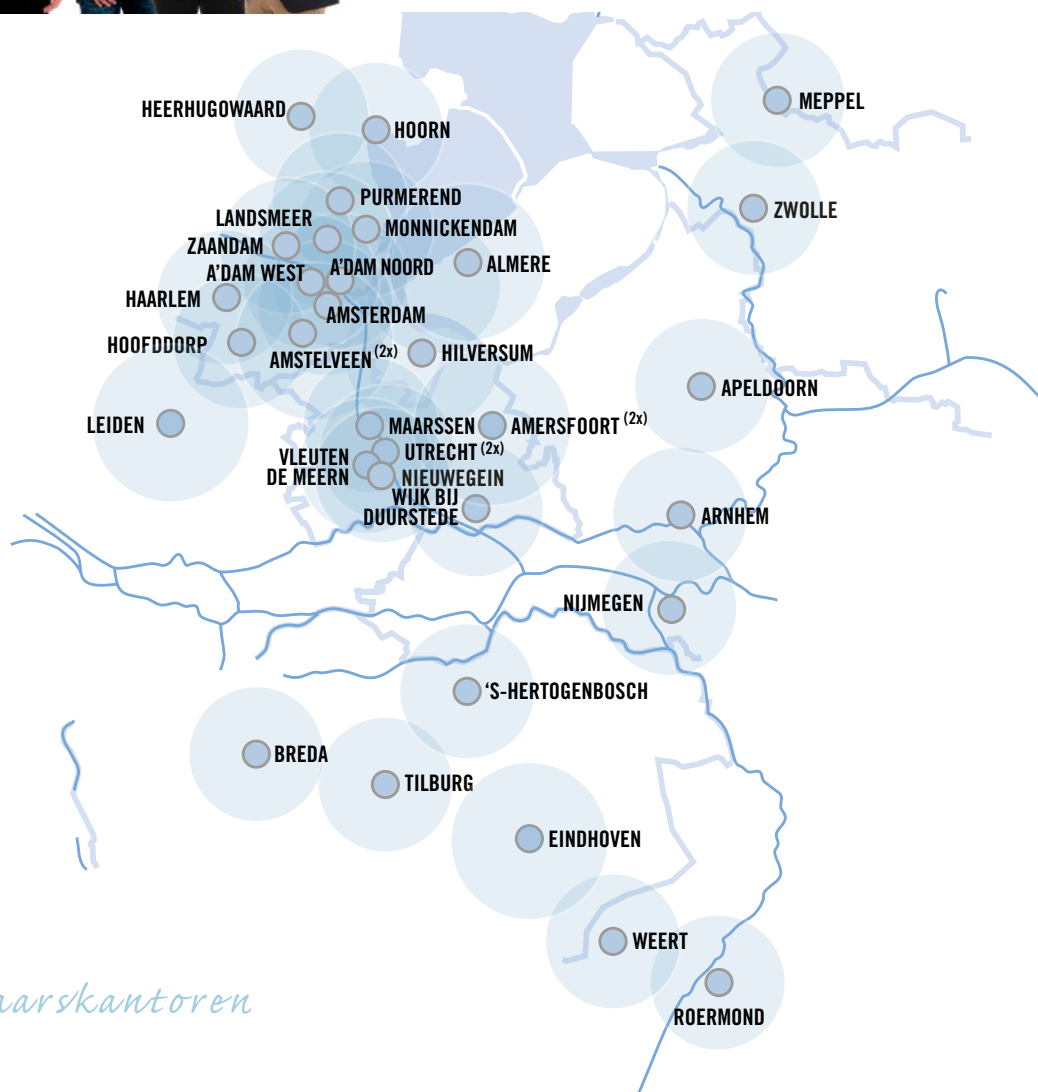 HEERHUGOWAARD
HOORN
MEPPEL
PURMEREND
ZWOLLE
LANDSMEER
MONNICKENDAM
ZAANDAM
A'DAM WEST
A'DAM NOORD
ALMERE
HAARLEM
AMSTERDAM
HOOFDDORP
AMSTELVEEN (2x)
HILVERSUM
APELDOORN
LEIDEN
MAARSSEN
AMERSFOORT (2x)
UTRECHT (2x)
VLEUTEN
DE MEERN
NIEUWEGEIN
WIJK BIJ
DUURSTEDE
ARNHEM
NIJMEGEN
‘S-HERTOGENBOSCH
BREDA
TILBURG
EINDHOVEN
WEERT
ROERMOND
aarskantoren